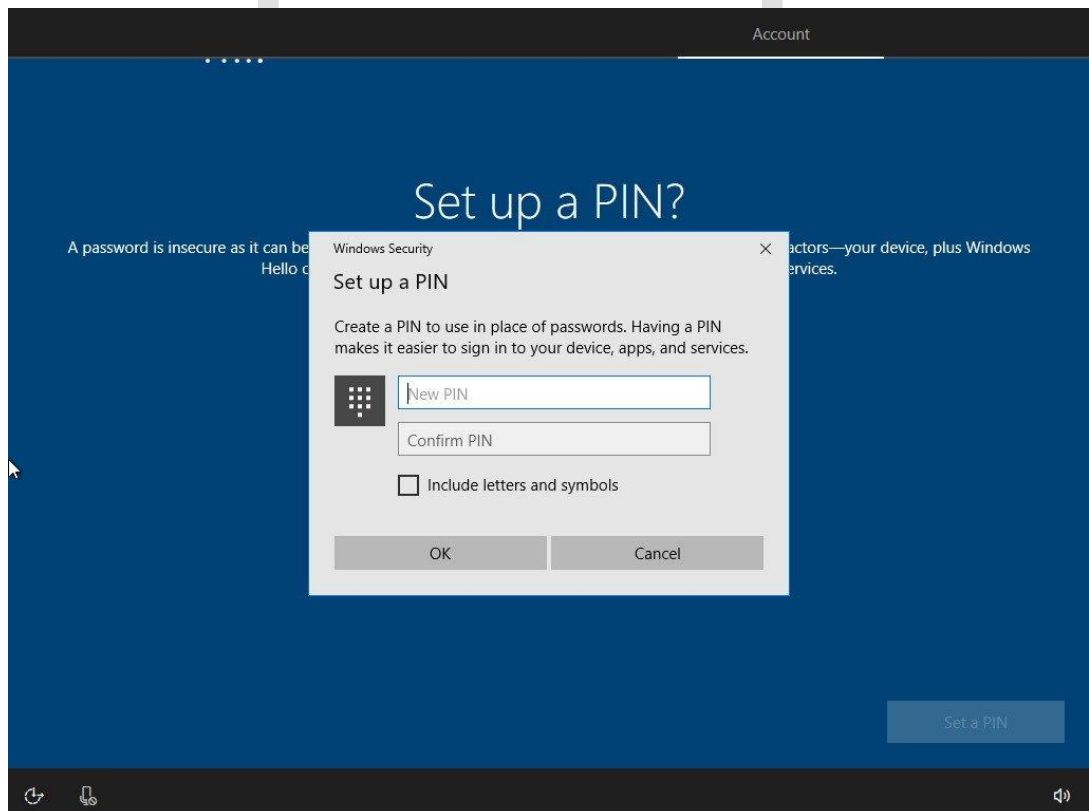 Account
Set up a PIN?
A password is insecure as it can be
actors—your device, plus Windows
Hello
ervices.
Windows Security
Set up a PIN
Create a PIN to use in place of passwords. Having a PIN
makes it easier to sign in to your device, apps, and services.
New PIN
Confirm PIN
Include letters and symbols
OK
Cancel
Set a PIN